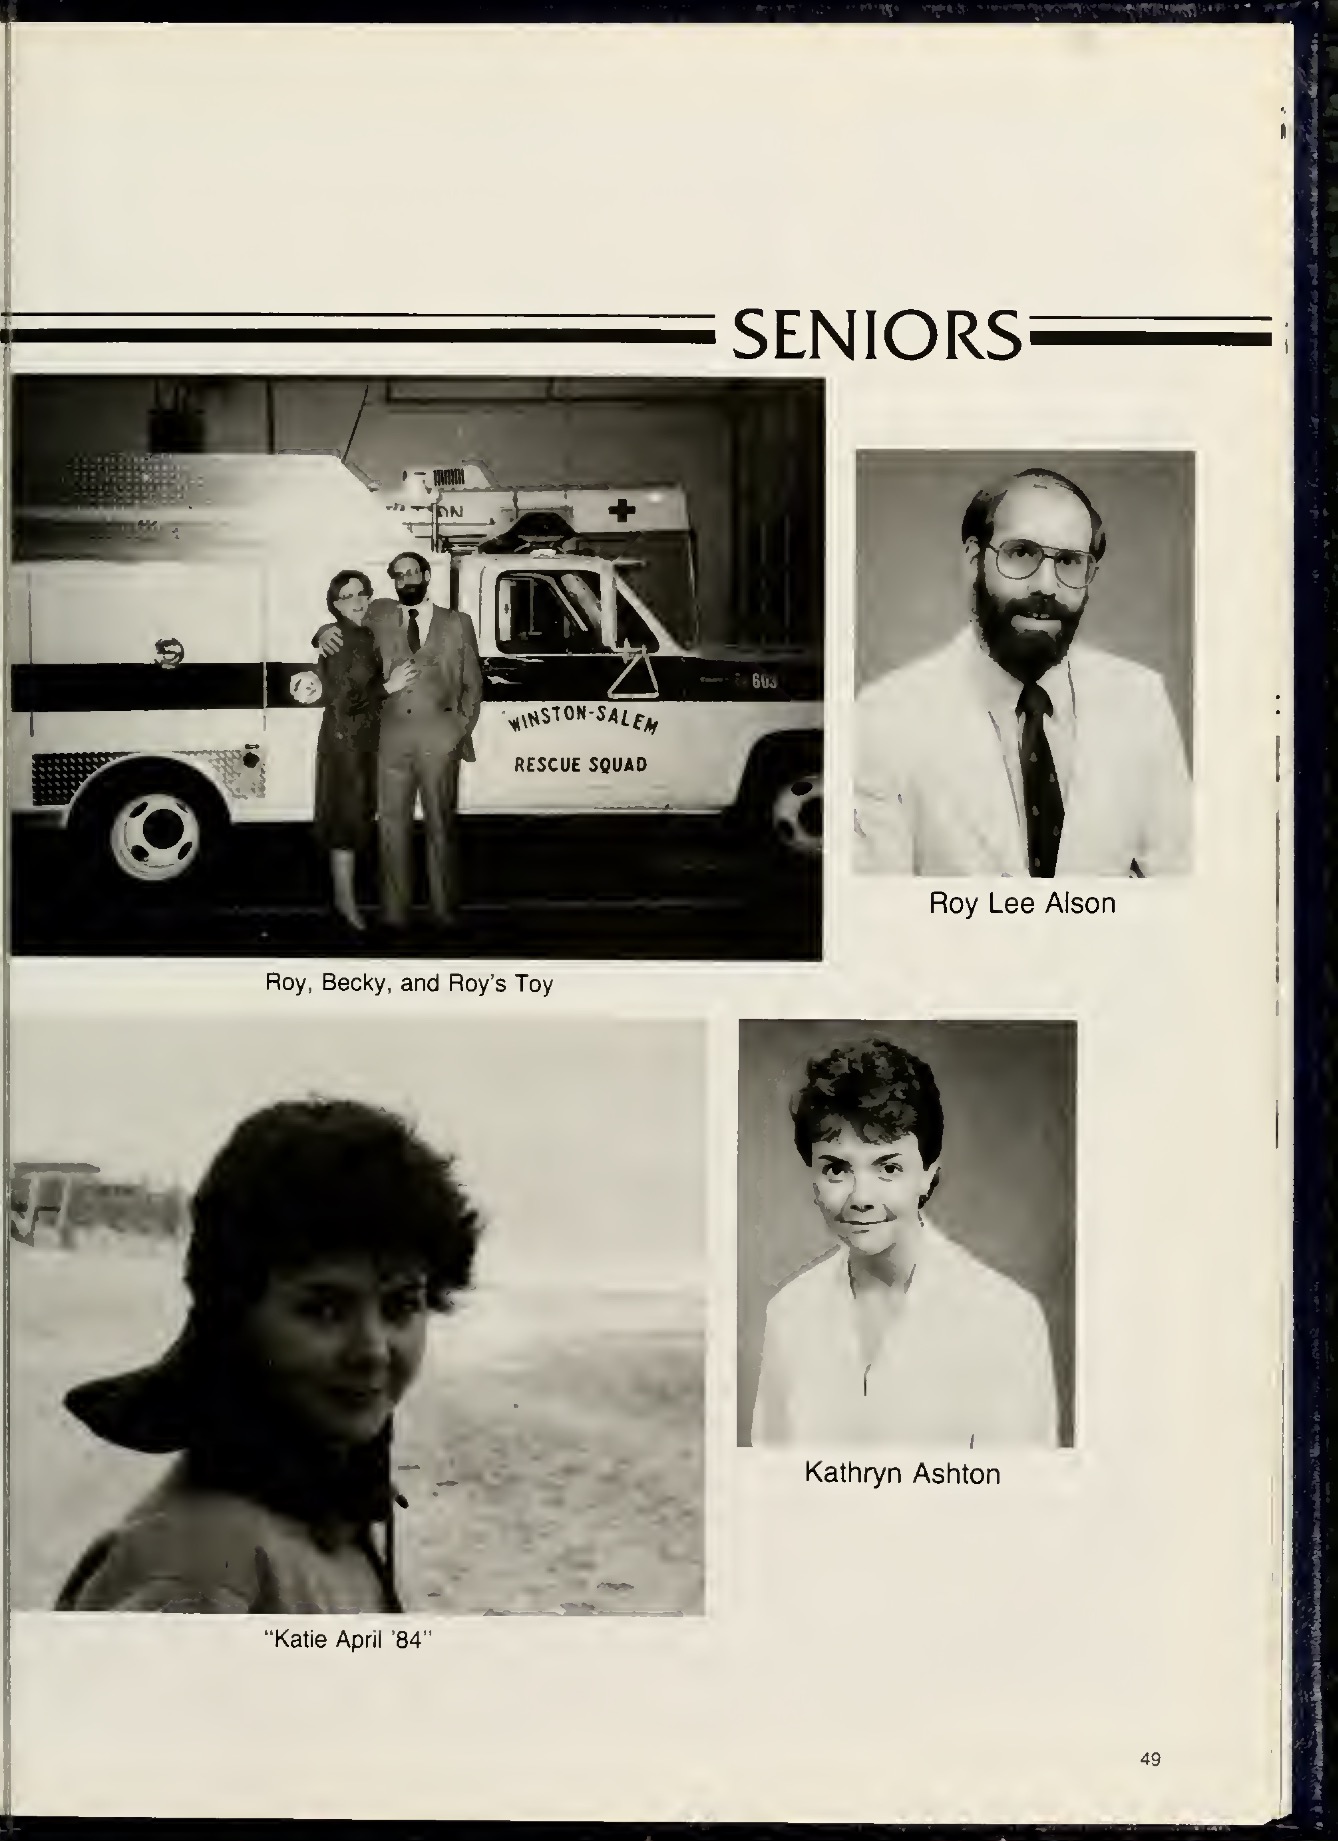 SENIORS
WINSTON-SALEM
RESCUE SQUAD
603
Roy Lee Alson
Roy, Becky, and Roy's Toy
Kathryn Ashton
"Katie April '84"
49